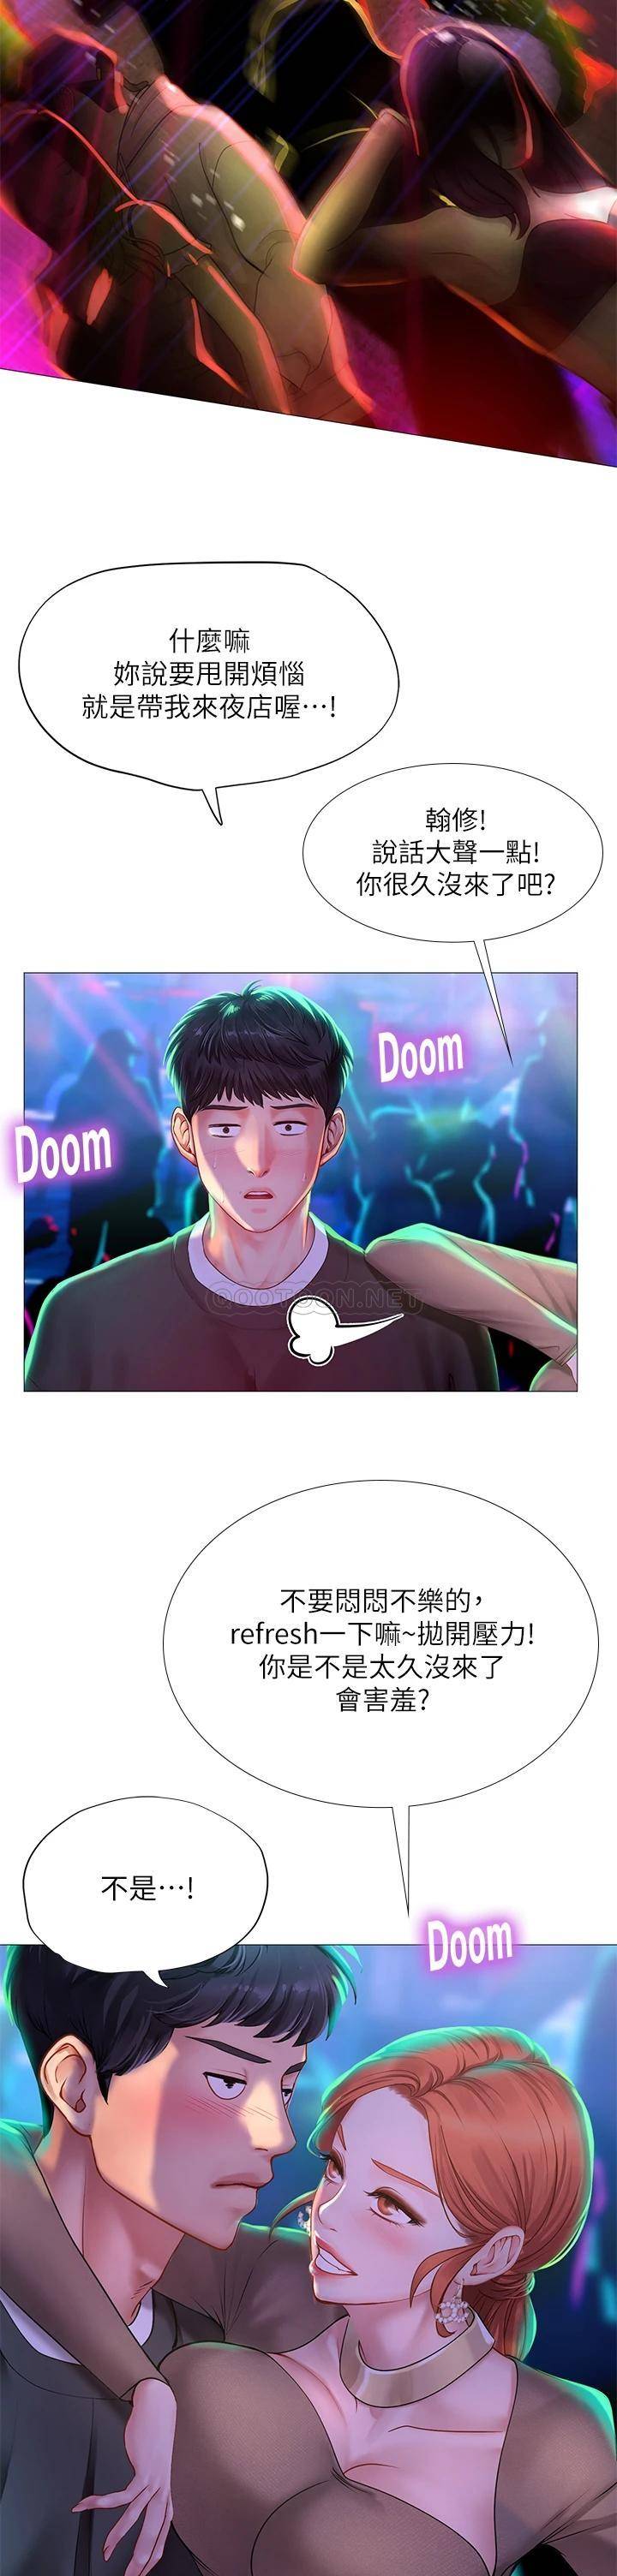 什麼嘛
妳說要甩開煩惱
就是帶我來夜店喔⋯!
翰修!
說話大聲一點!
你很久沒來了吧?
Doom
Doom
QOOTOON.NET
不要悶悶不樂的,
refresh一下嘛~拋開壓力!
你是不是太久沒來了
會害羞?
不是⋯!
Doom